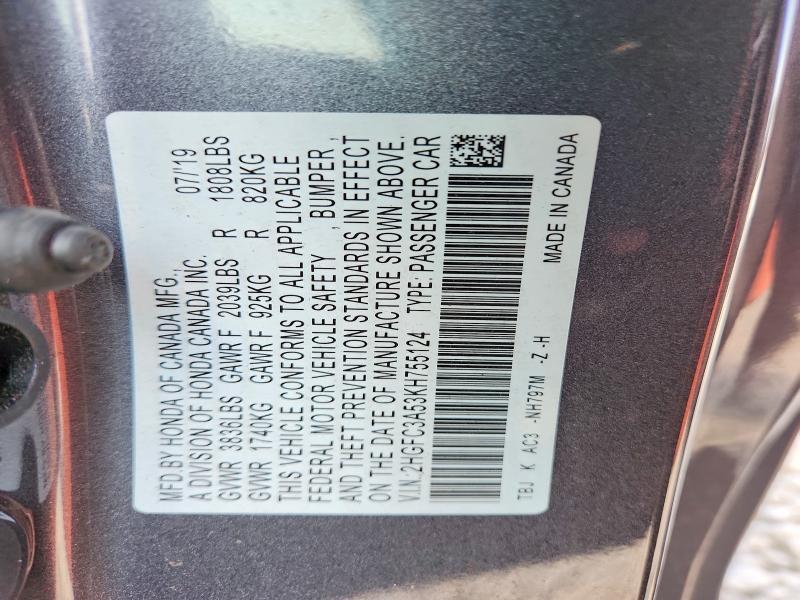 MFD BY HONDA OF CANADA MFG., 07/'19
A DIVISION OF HONDA CANADA INC.
GVWR 3836LBS GAWR F 2039LBS R 1808LBS
GVWR 1740KG GAWR F 925KG R 820KG
THIS VEHICLE CONFORMS TO ALL APPLICABLE
FEDERAL MOTOR VEHICLE SAFETY , BUMPER ,
AND THEFT PREVENTION STANDARDS IN EFFECT
ON THE DATE OF MANUFACTURE SHOWN ABOVE.
V.I.N: 2HGFC3A53KH755124 TYPE: PASSENGER CAR
TBJ K AC3 -NH797M -Z -H MADE IN CANADA